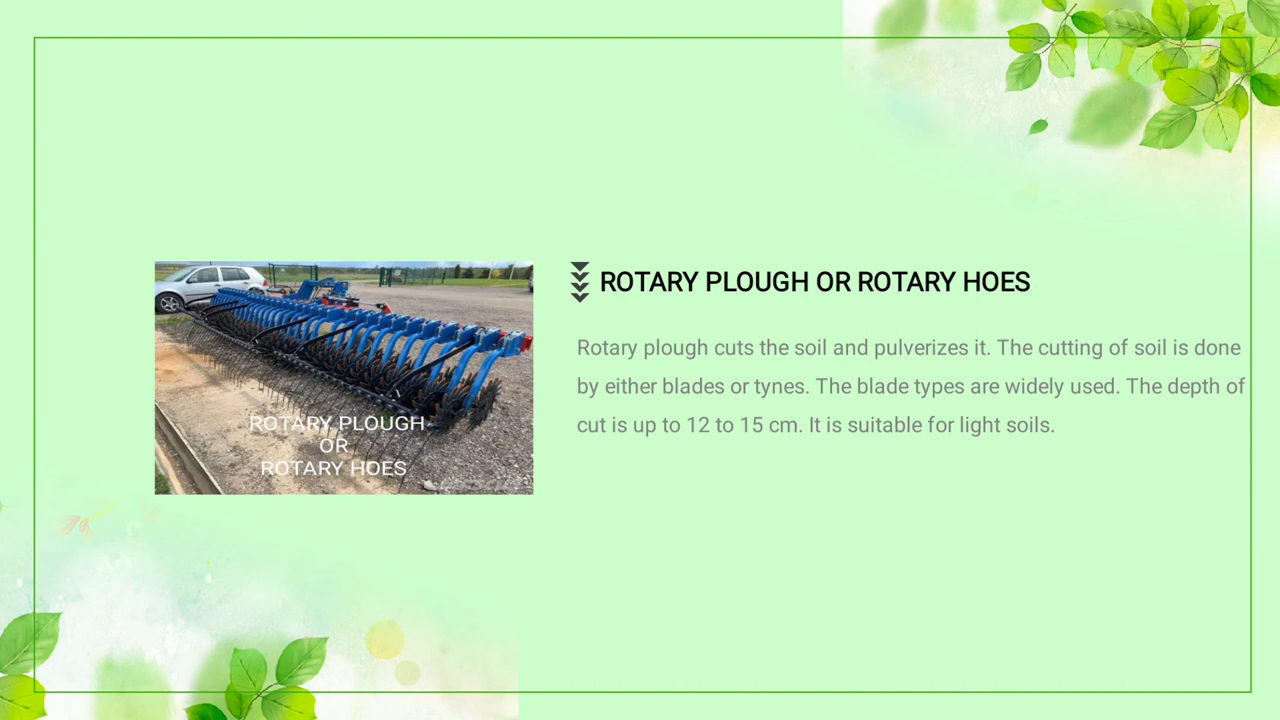 ROTARY PLOUGH OR ROTARY HOES
Rotary plough cuts the soil and pulverizes it. The cutting of soil is done
by either blades or tynes. The blade types are widely used. The depth of
cut is up to 12 to 15 cm. It is suitable for light soils.
ROTARY PLOUGH
OR
ROTARY HOES